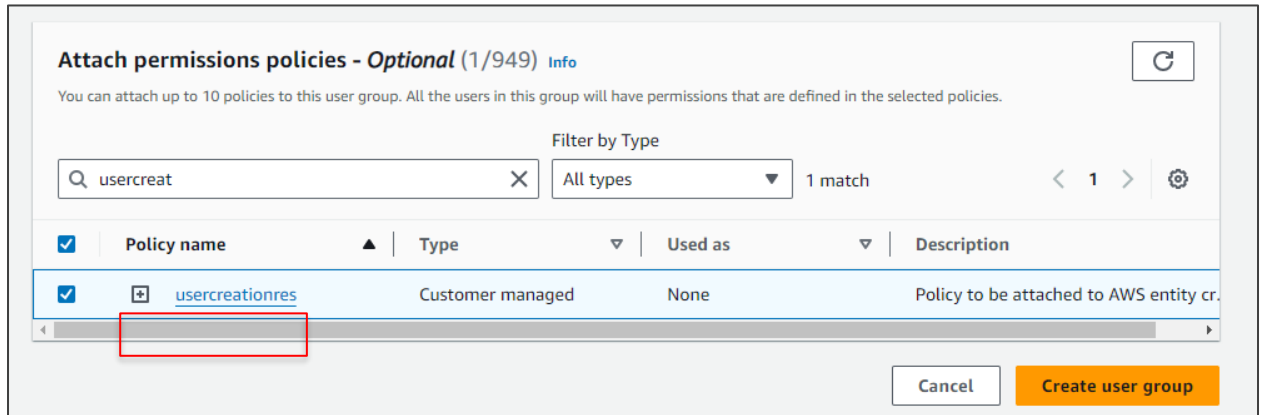 Attach permissions policies - Optional (1/949) Info
You can attach up to 10 policies to this user group. All the users in this group will have permissions that are defined in the selected policies.
Filter by Type
usercreat All types 1 match 1
Policy name Type Used as Description
usercreationres Customer managed None Policy to be attached to AWS entity cr.
Cancel Create user group